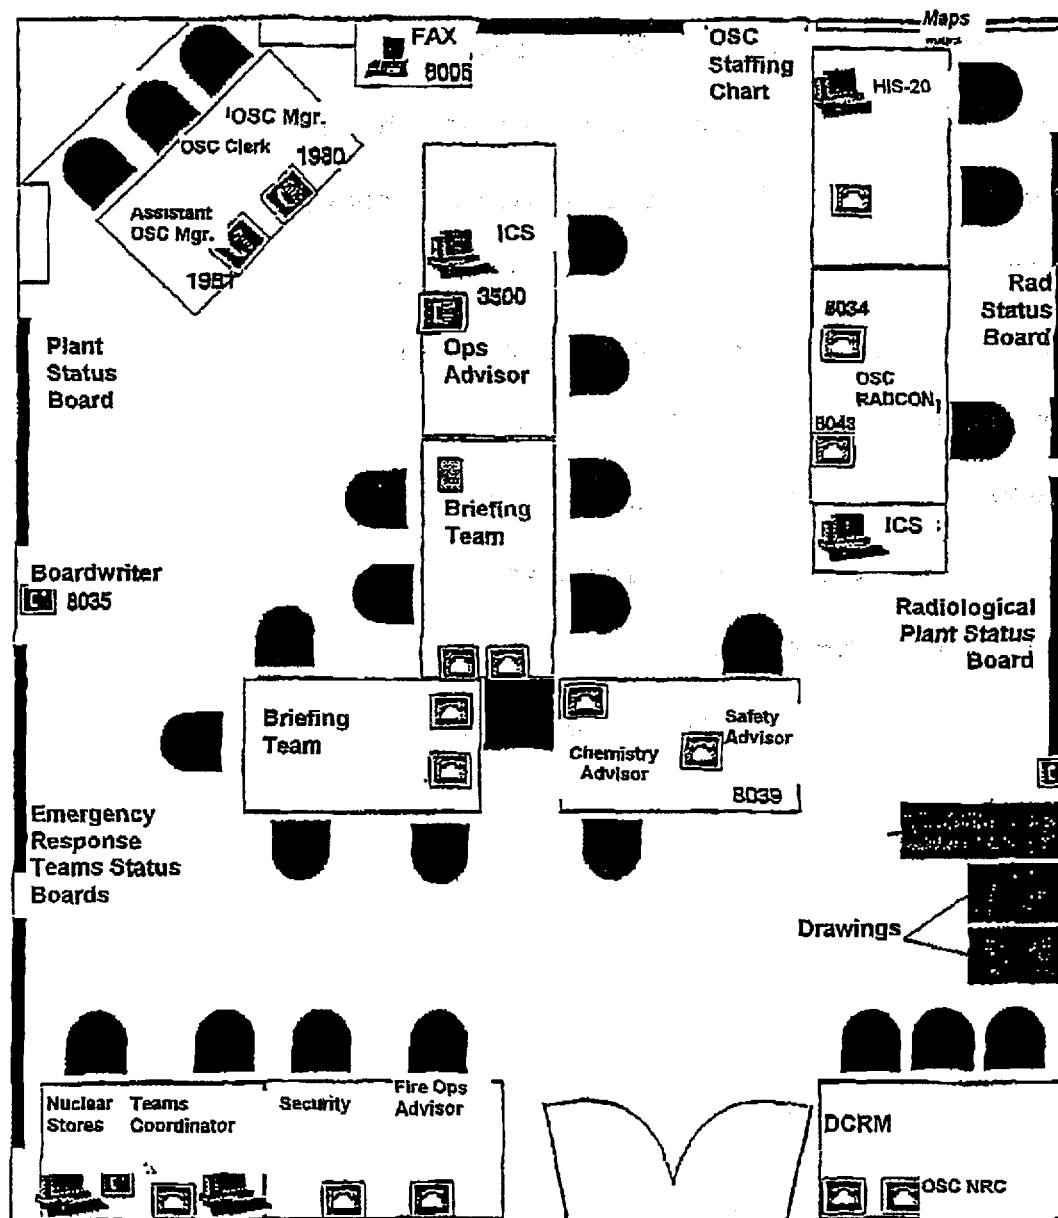 Maps
maps
FAX
8005
OSC
Staffing
Chart
HIS-20
OSC Mgr.
OSC Clerk
1980
Assistant
OSC Mgr.
1981
ICS
3500
Ops
Advisor
Rad
Status
Board
8034
OSC
RADCON
8043
ICS
Plant
Status
Board
Briefing
Team
Boardwriter
8035
Radiological
Plant Status
Board
Briefing
Team
Safety
Advisor
Chemistry
Advisor
8039
Emergency
Response
Teams Status
Boards
Drawings
Nuclear
Stores
Teams
Coordinator
Security
Fire Ops
Advisor
DCRM
OSC NRC